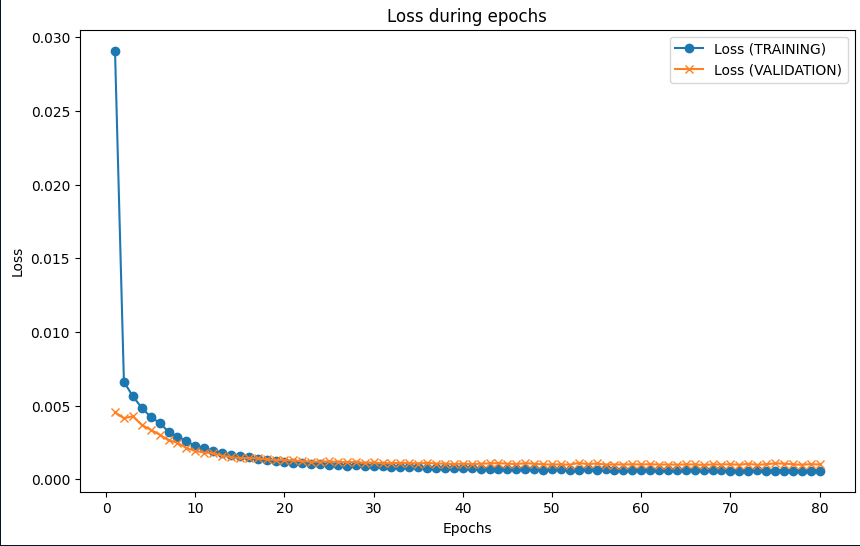 Loss during epochs
Loss (TRAINING)
Loss (VALIDATION)
0.030
0.025
0.020
0.015
0.010
0.005
0.000
Loss
0 10 20 30 40 50 60 70 80
Epochs